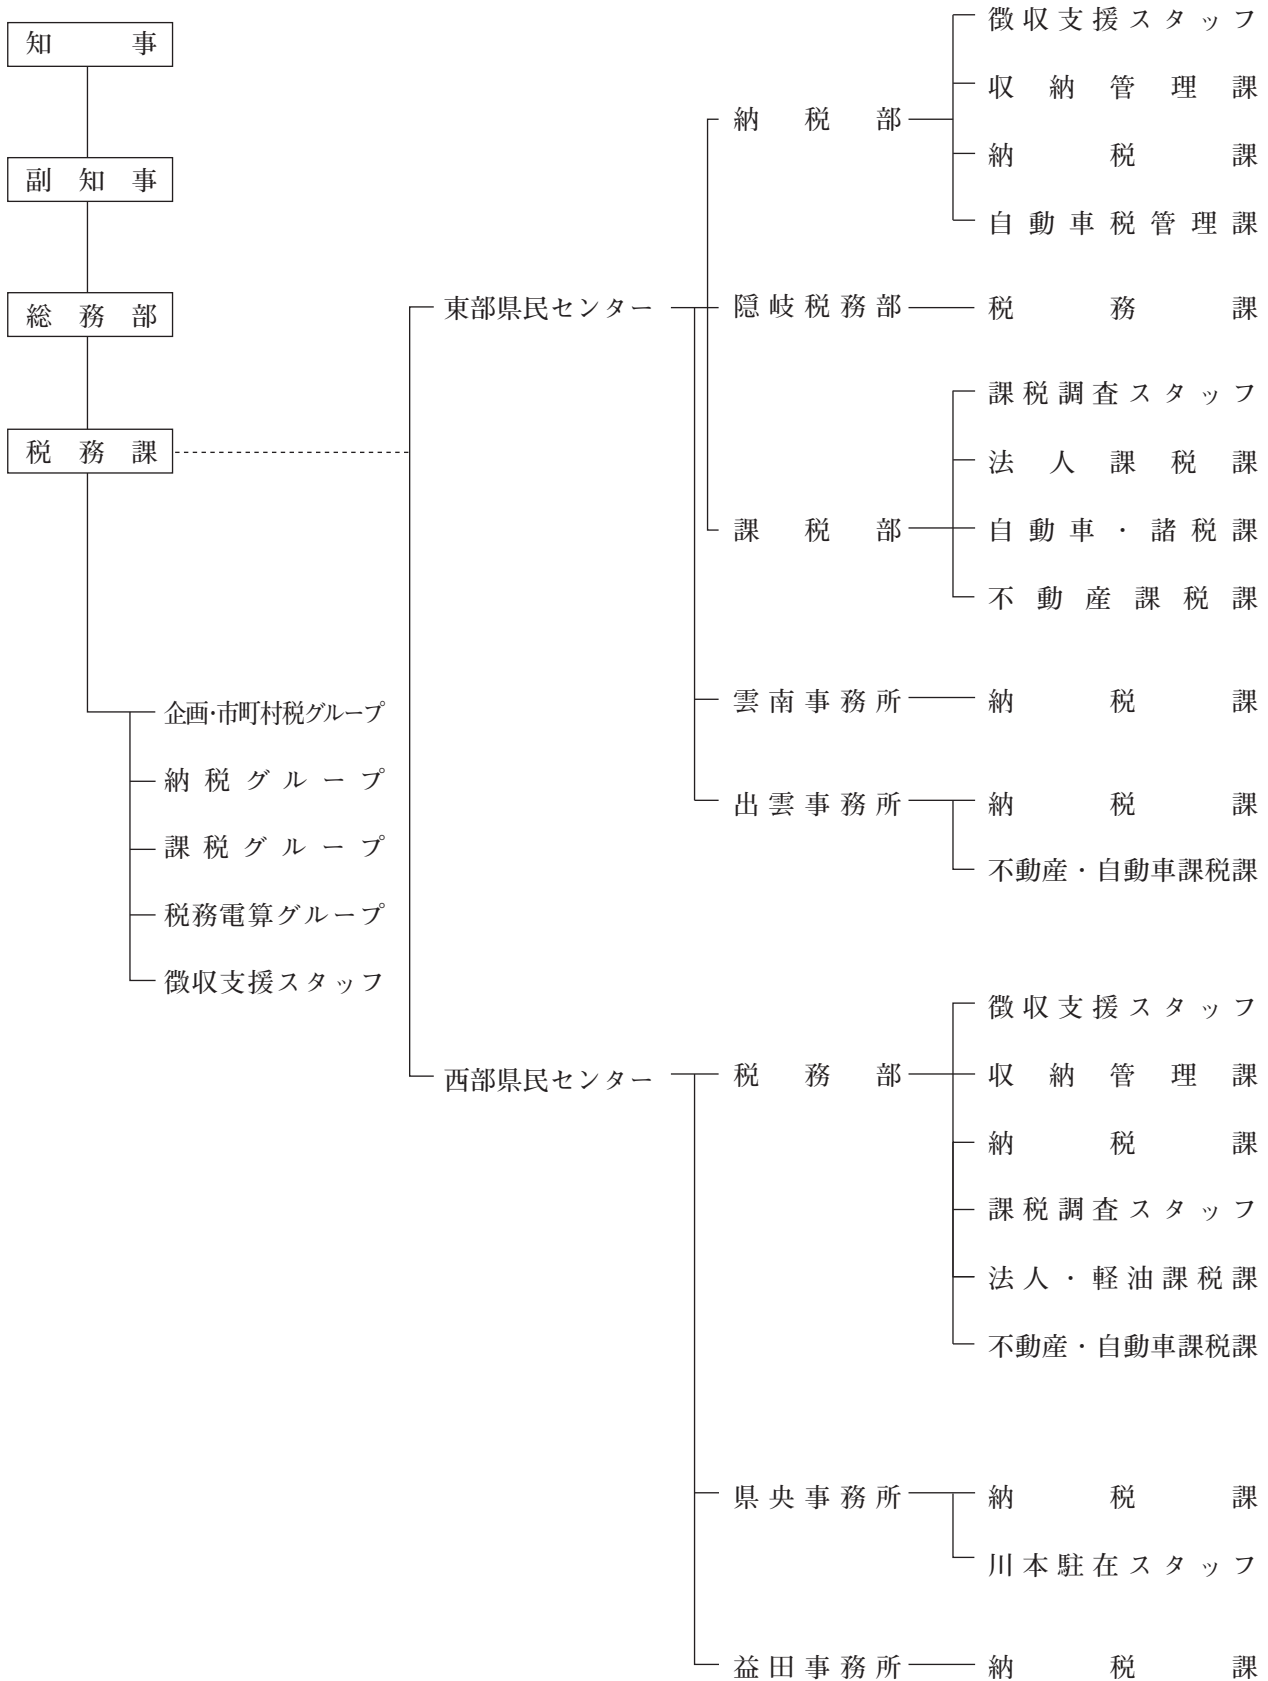 知事
副知事
総務部
税務課
企画・市町村税グループ
納税グループ
課税グループ
税務電算グループ
徴収支援スタッフ
東部県民センター
納税部
徴収支援スタッフ
収納管理課
納税課
自動車税管理課
隠岐税務部
税務課
課税部
課税調査スタッフ
法人課税課
自動車・諸税課
不動産課税課
雲南事務所
納税課
出雲事務所
納税課
不動産・自動車課税課
西部県民センター
税務部
徴収支援スタッフ
収納管理課
納税課
課税調査スタッフ
法人・軽油課税課
不動産・自動車課税課
県央事務所
納税課
川本駐在スタッフ
益田事務所
納税課